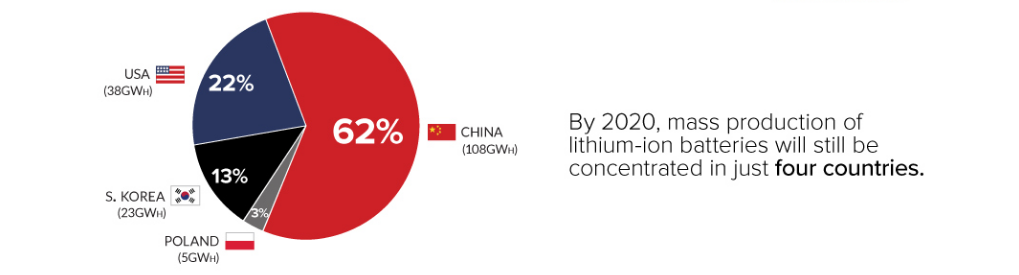 USA
(38GWH)
22%
62%
CHINA
(108GWH)
13%
S. KOREA
(23GWH)
3%
POLAND
(5GWH)
By 2020, mass production of
lithium-ion batteries will still be
concentrated in just four countries.